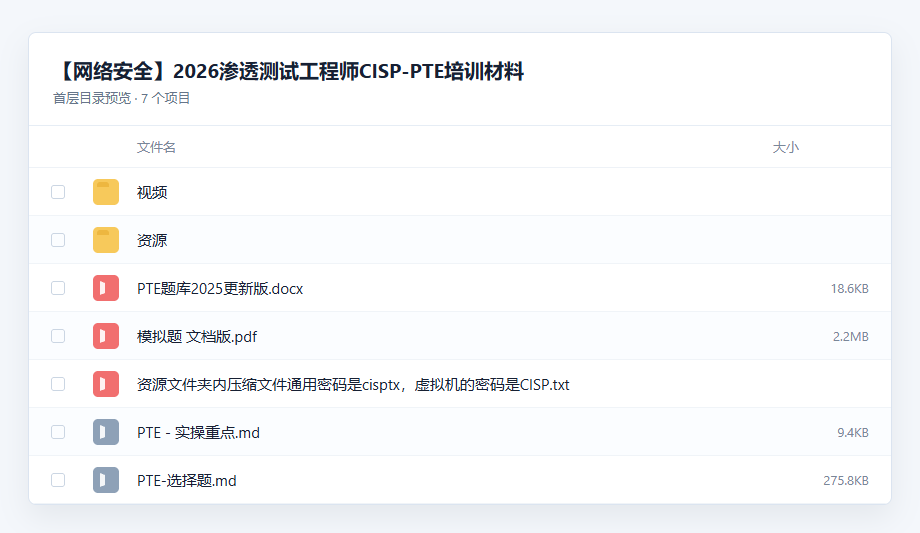 【网络安全】2026渗透测试工程师CISP-PTE培训材料
首层目录预览 · 7 个项目
文件名 大小
视频
资源
PTE题库2025更新版.docx 18.6KB
模拟题 文档版.pdf 2.2MB
资源文件夹内压缩文件通用密码是cisptx，虚拟机的密码是CISP.txt
PTE - 实操重点.md 9.4KB
PTE-选择题.md 275.8KB